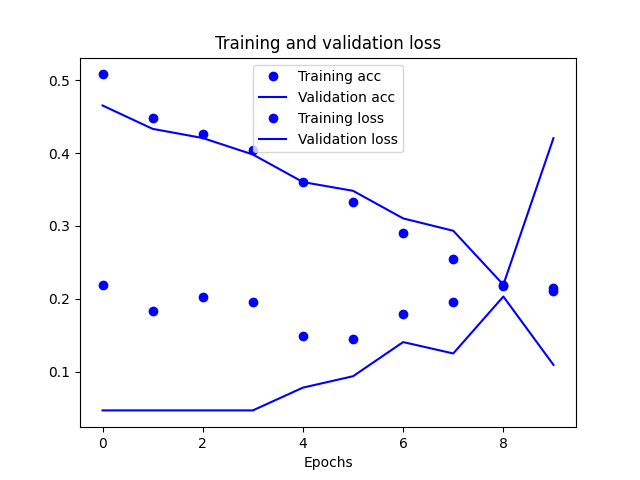 Training and validation loss
Training acc
Validation acc
Training loss
Validation loss
0.5
0.4
0.3
0.2
0.1
0 2 4 6 8
Epochs